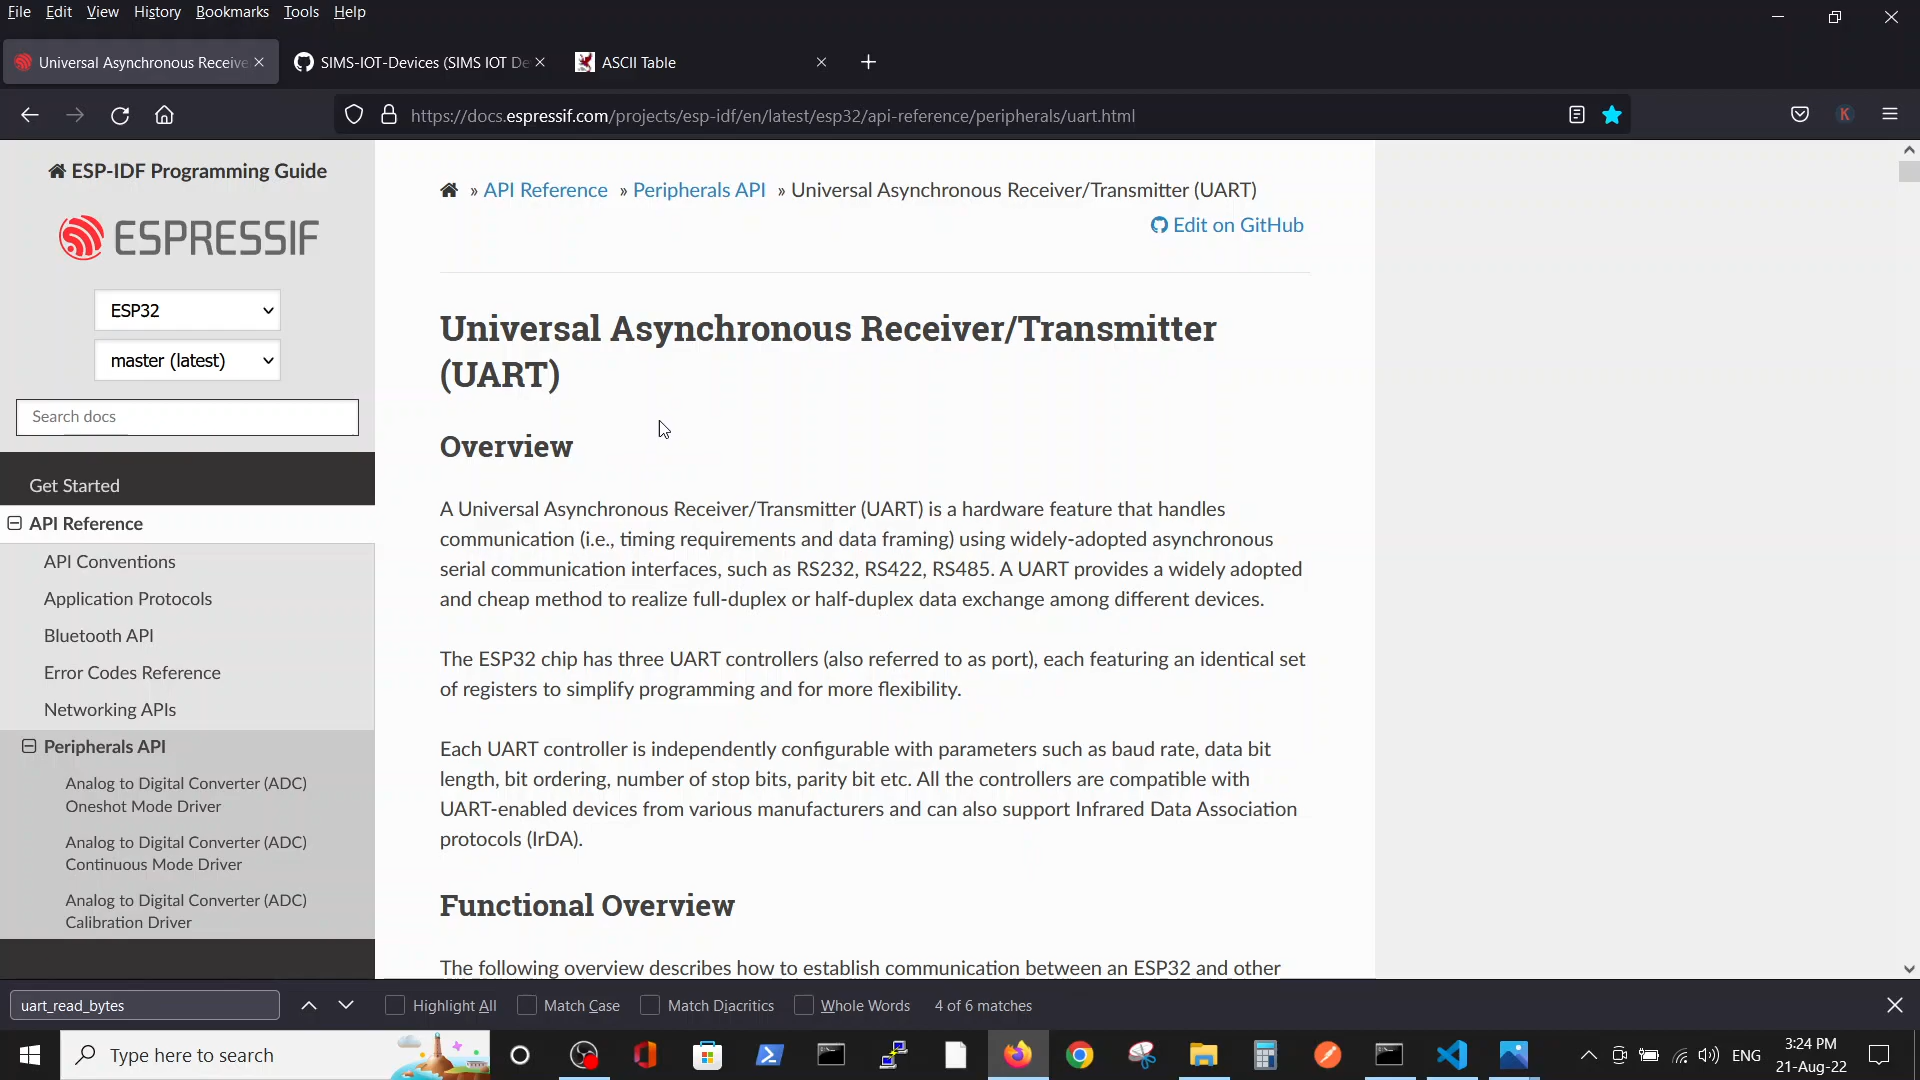 File Edit View History Bookmarks Tools Help
Universal Asynchronous Receive
SIMS-IOT-Devices (SIMS IOT De
ASCII Table
https://docs.espressif.com/projects/esp-idf/en/latest/esp32/api-reference/peripherals/uart.html
K
ESP-IDF Programming Guide
ESPRESSIF
ESP32
master (latest)
Search docs
Get Started
API Reference
API Conventions
Application Protocols
Bluetooth API
Error Codes Reference
Networking APIs
Peripherals API
Analog to Digital Converter (ADC)
Oneshot Mode Driver
Analog to Digital Converter (ADC)
Continuous Mode Driver
Analog to Digital Converter (ADC)
Calibration Driver
» API Reference » Peripherals API » Universal Asynchronous Receiver/Transmitter (UART)
Edit on GitHub
Universal Asynchronous Receiver/Transmitter
(UART)
Overview
A Universal Asynchronous Receiver/Transmitter (UART) is a hardware feature that handles
communication (i.e., timing requirements and data framing) using widely-adopted asynchronous
serial communication interfaces, such as RS232, RS422, RS485. A UART provides a widely adopted
and cheap method to realize full-duplex or half-duplex data exchange among different devices.
The ESP32 chip has three UART controllers (also referred to as port), each featuring an identical set
of registers to simplify programming and for more flexibility.
Each UART controller is independently configurable with parameters such as baud rate, data bit
length, bit ordering, number of stop bits, parity bit etc. All the controllers are compatible with
UART-enabled devices from various manufacturers and can also support Infrared Data Association
protocols (IrDA).
Functional Overview
The following overview describes how to establish communication between an ESP32 and other
uart_read_bytes
Highlight All
Match Case
Match Diacritics
Whole Words
4 of 6 matches
Type here to search
ENG
3:24 PM
21-Aug-22